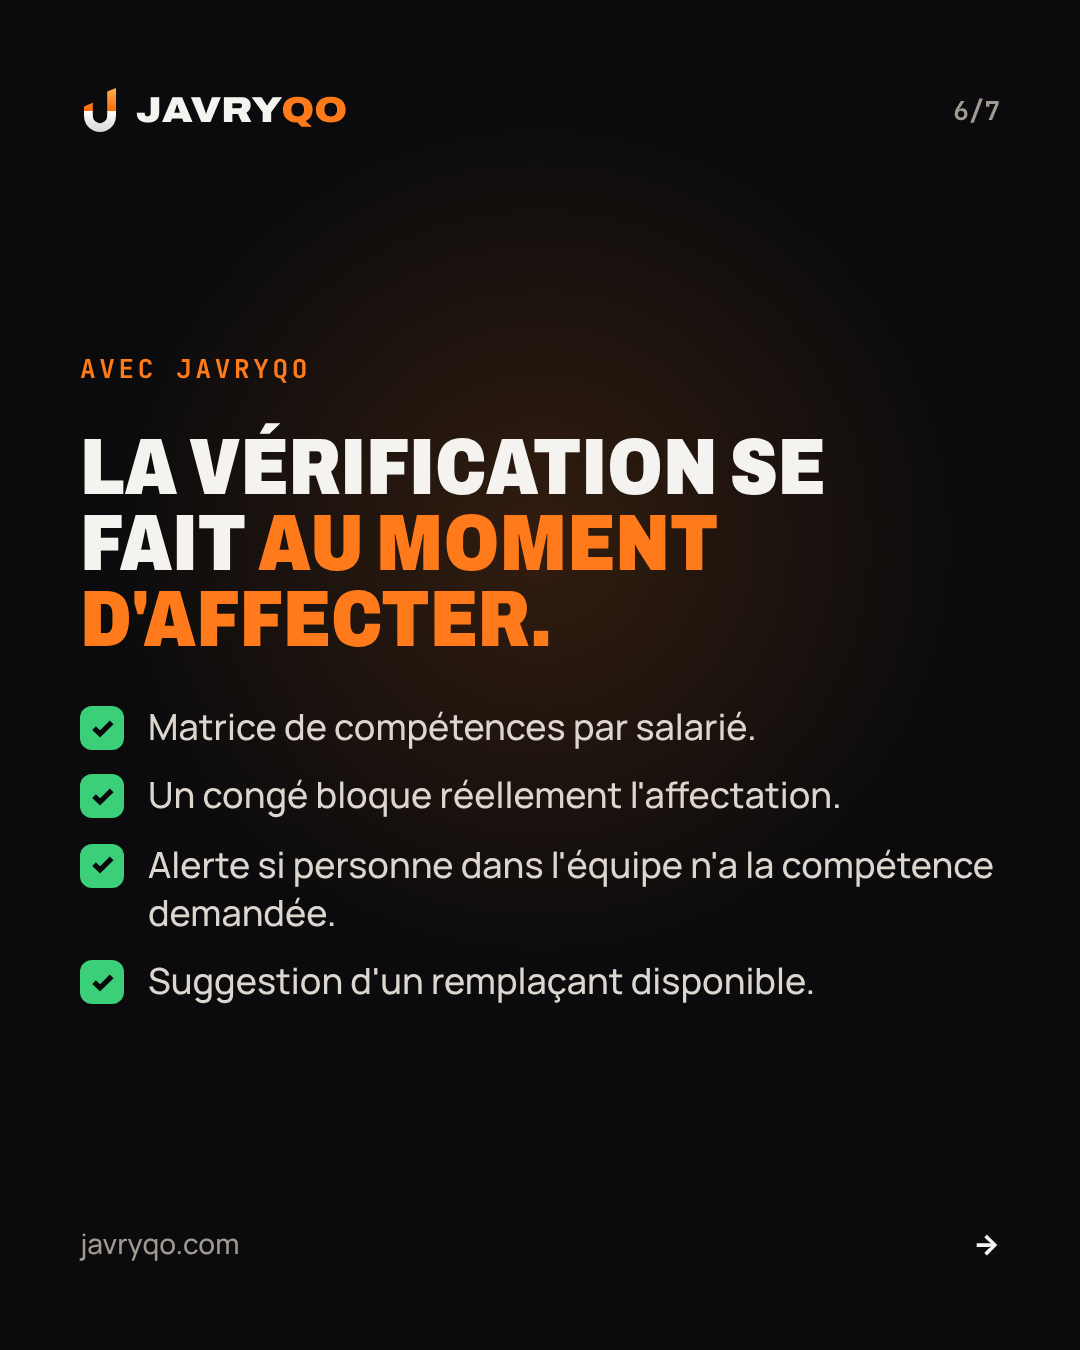 JAVRYQO
6/7
AVEC JAVRYQO
LA VÉRIFICATION SE
FAIT AU MOMENT
D'AFFECTER.
Matrice de compétences par salarié.
Un congé bloque réellement l'affectation.
Alerte si personne dans l'équipe n'a la compétence
demandée.
Suggestion d'un remplaçant disponible.
javryqo.com
→